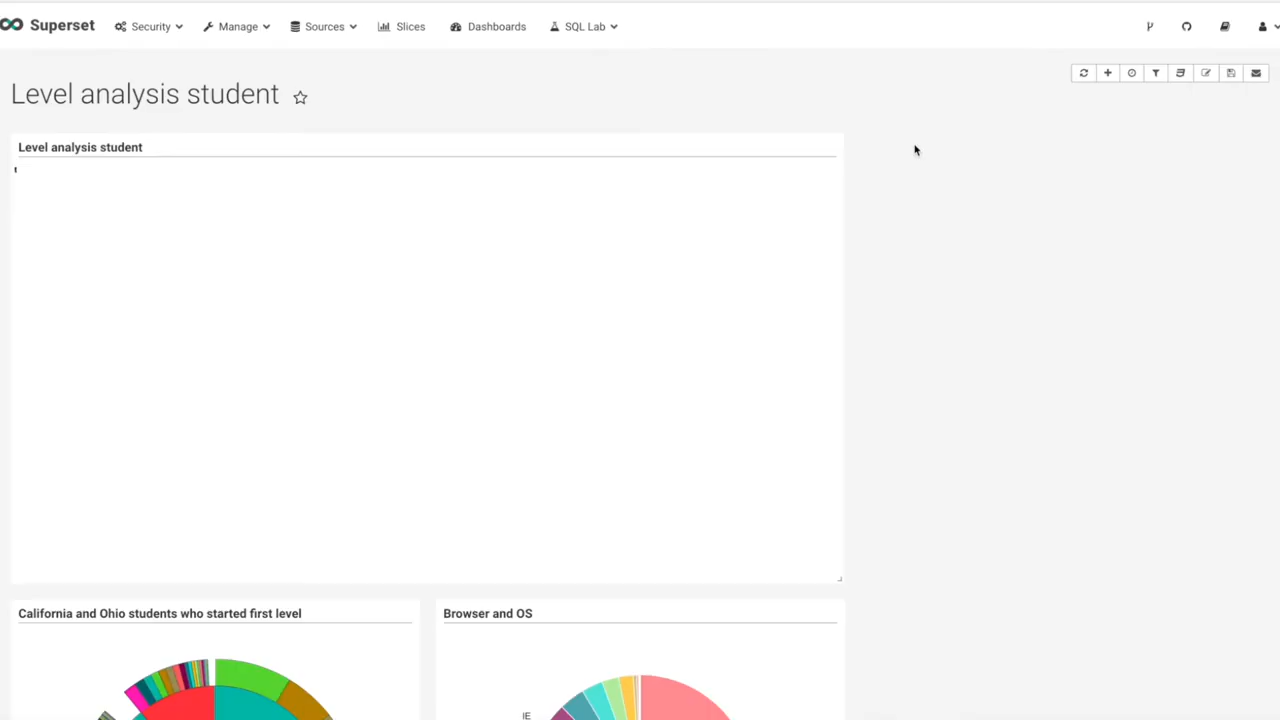 Superset Security Manage Sources Slices Dashboards SQL Lab
Level analysis student
Level analysis student
California and Ohio students who started first level
Browser and OS
IE